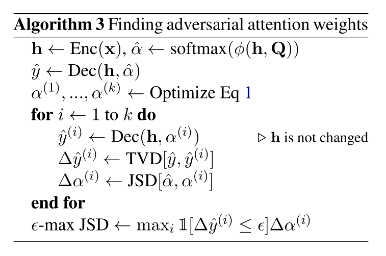 Algorithm 3 Finding adversarial attention weights
h ← Enc(x), α̂ ← softmax(ϕ(h, Q))
ŷ ← Dec(h, α̂)
α⁽¹⁾, ..., α⁽ᵏ⁾ ← Optimize Eq 1
for i ← 1 to k do
ŷ⁽ⁱ⁾ ← Dec(h, α⁽ⁱ⁾) ▷ h is not changed
Δŷ⁽ⁱ⁾ ← TVD[ŷ, ŷ⁽ⁱ⁾]
Δα⁽ⁱ⁾ ← JSD[α̂, α⁽ⁱ⁾]
end for
ϵ-max JSD ← maxᵢ 𝟙[Δŷ⁽ⁱ⁾ ≤ ϵ]Δα⁽ⁱ⁾